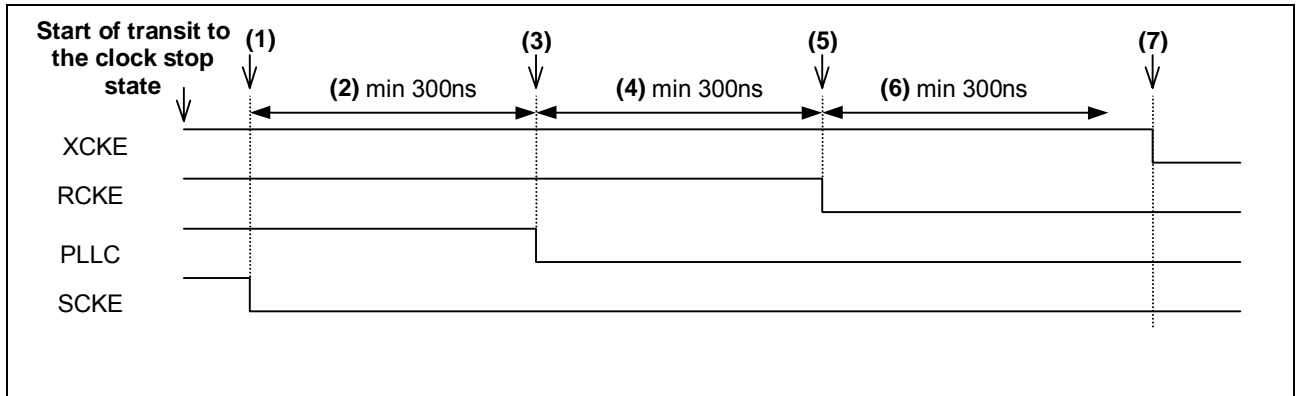 Start of transit to
the clock stop
state
(1)
(3)
(5)
(7)
(2) min 300ns
(4) min 300ns
(6) min 300ns
XCKE
RCKE
PLLC
SCKE